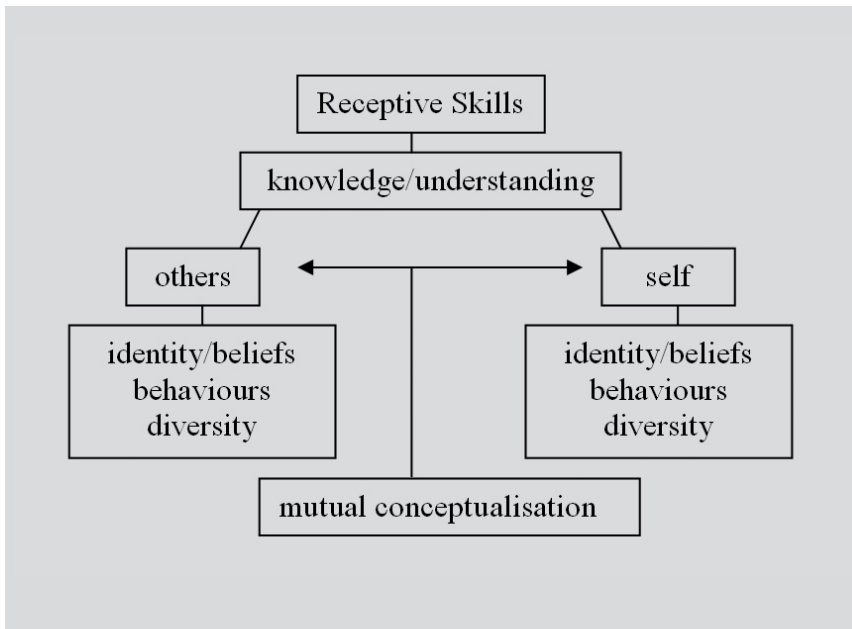 Receptive Skills
knowledge/understanding
others
self
identity/beliefs
behaviours
diversity
identity/beliefs
behaviours
diversity
mutual conceptualisation